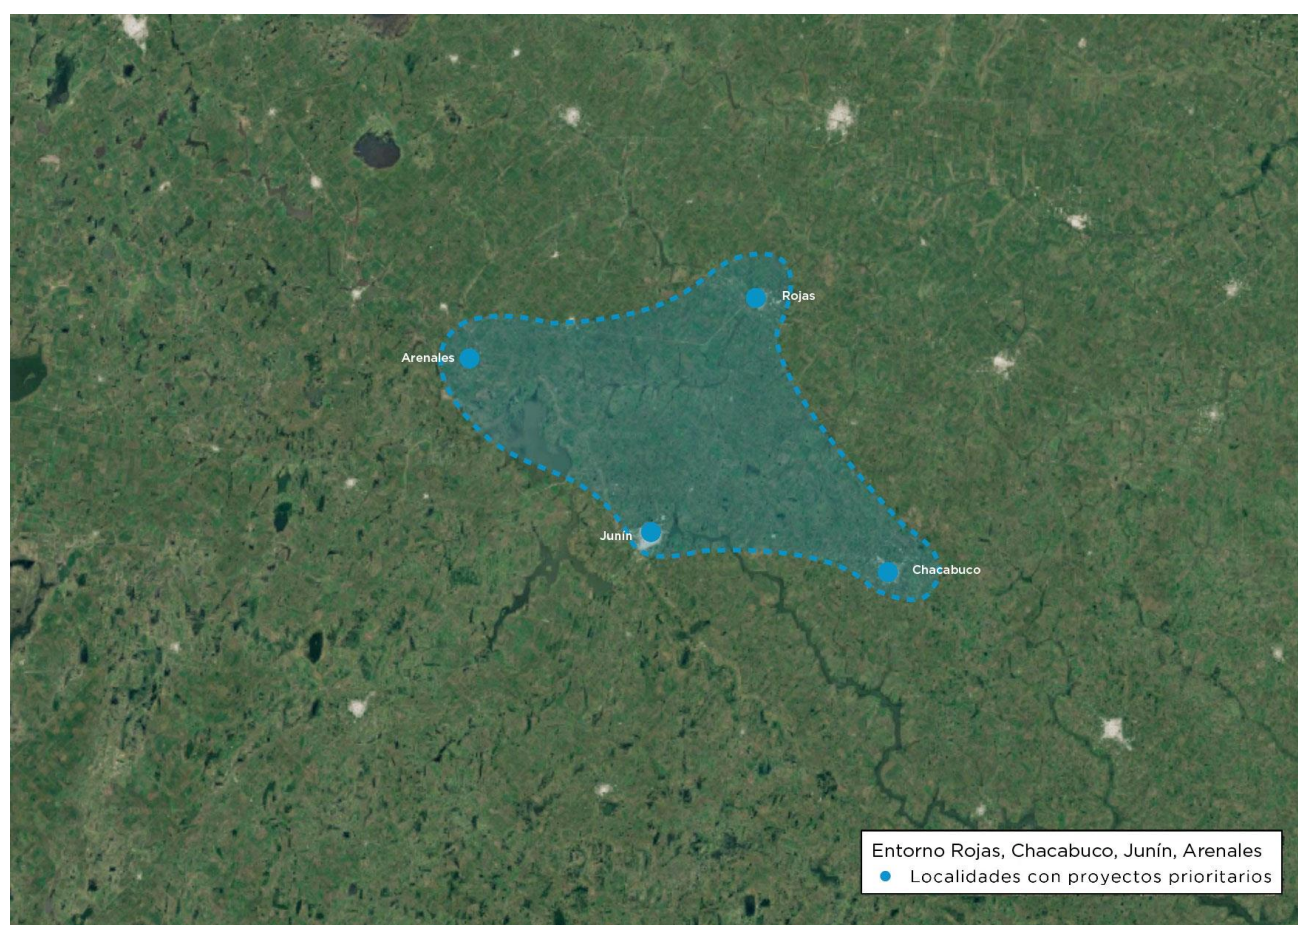 Rojas
Arenales
Junín
Chacabuco
Entorno Rojas, Chacabuco, Junín, Arenales
Localidades con proyectos prioritarios